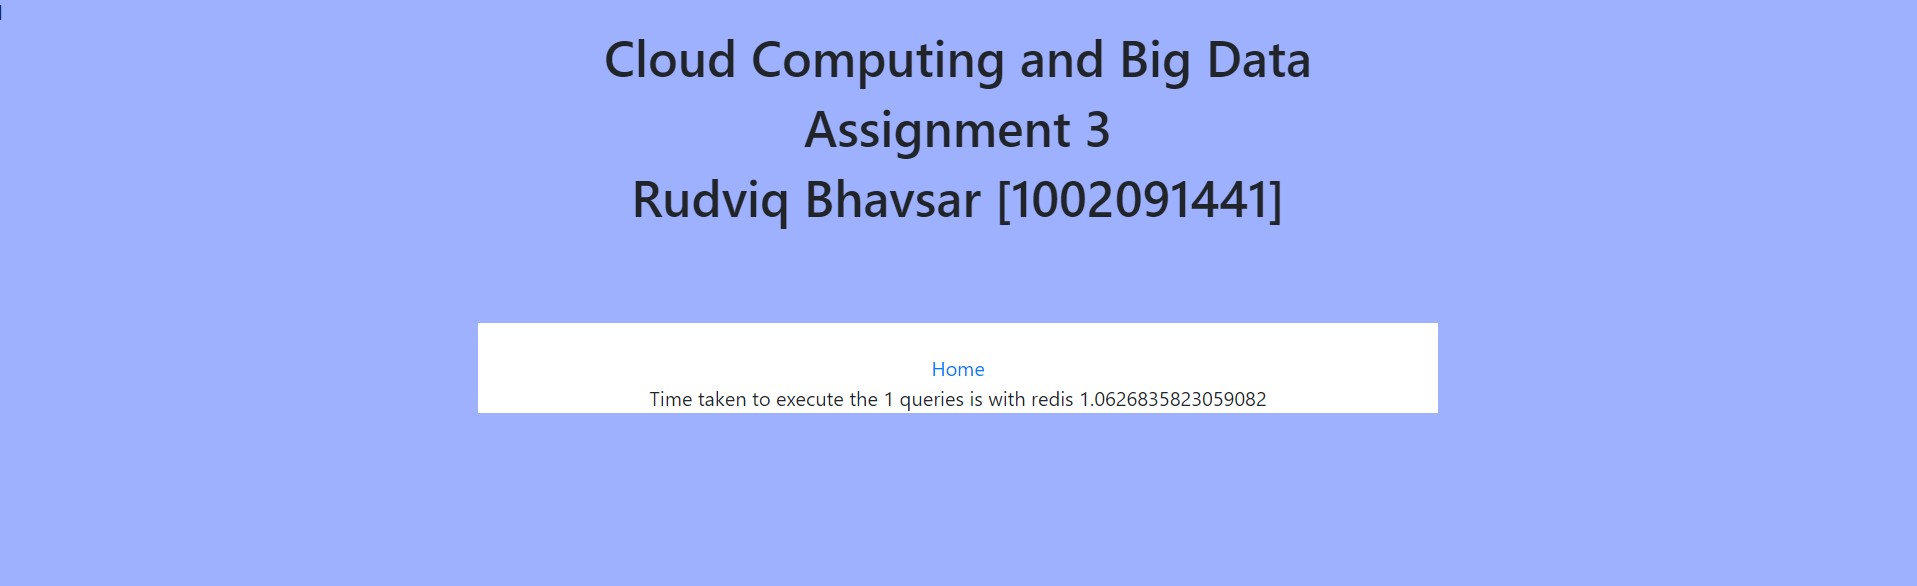 Cloud Computing and Big Data
Assignment 3
Rudviq Bhavsar [1002091441]
Home
Time taken to execute the 1 queries is with redis 1.0626835823059082